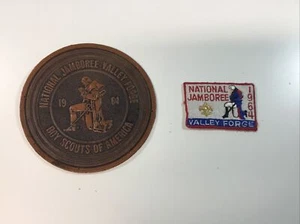 NATIONAL JAMBOREE VALLEY FORGE
19 64
BOY SCOUTS OF AMERICA
NATIONAL
JAMBOREE
1964
VALLEY FORGE